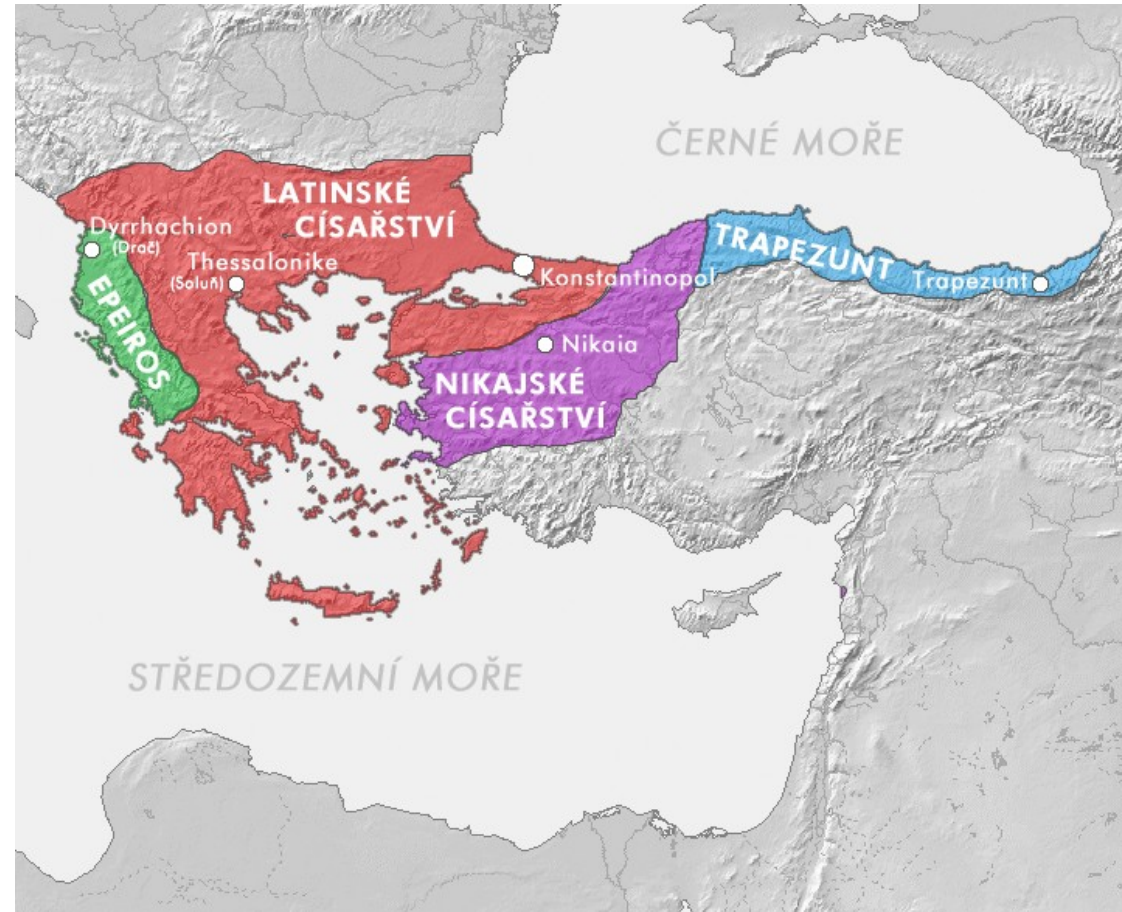 ČERNÉ MOŘE
LATINSKÉ
CÍSAŘSTVÍ
Dyrrhachion
(Drač)
Thessalonike
(Soluň)
Konstantinopol
TRAPEZUNT
Trapezunt
EPEIROS
Nikaia
NIKAJSKÉ
CÍSAŘSTVÍ
STŘEDOZEMNÍ MOŘE